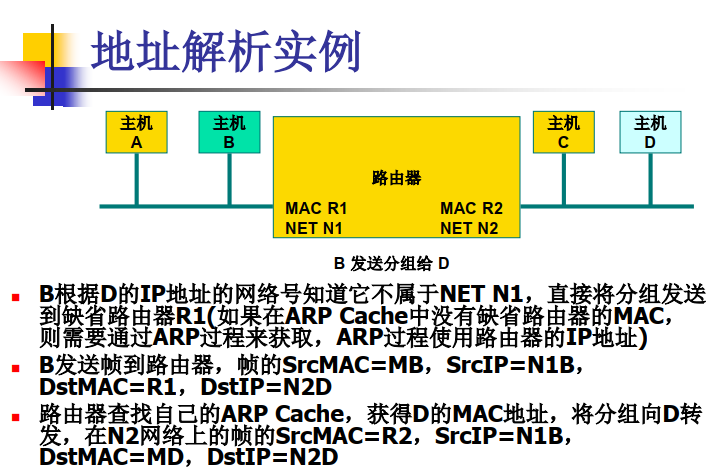 地址解析实例
主机 主机 主机 主机
A B C D
路由器
MAC R1 MAC R2
NET N1 NET N2
B 发送分组给 D
B根据D的IP地址的网络号知道它不属于NET N1，直接将分组发送
到缺省路由器R1(如果在ARP Cache中没有缺省路由器的MAC，
则需要通过ARP过程来获取，ARP过程使用路由器的IP地址)
B发送帧到路由器，帧的SrcMAC=MB，SrcIP=N1B，
DstMAC=R1，DstIP=N2D
路由器查找自己的ARP Cache，获得D的MAC地址，将分组向D转
发，在N2网络上的帧的SrcMAC=R2，SrcIP=N1B，
DstMAC=MD，DstIP=N2D